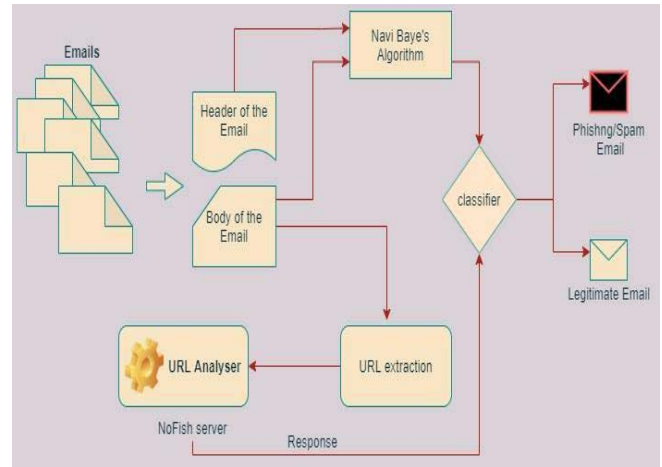 Emails
Header of the
Email
Body of the
Email
Navi Baye's
Algorithm
classifier
Phishng/Spam
Email
Legitimate Email
URL Analyser
URL extraction
NoFish server
Response